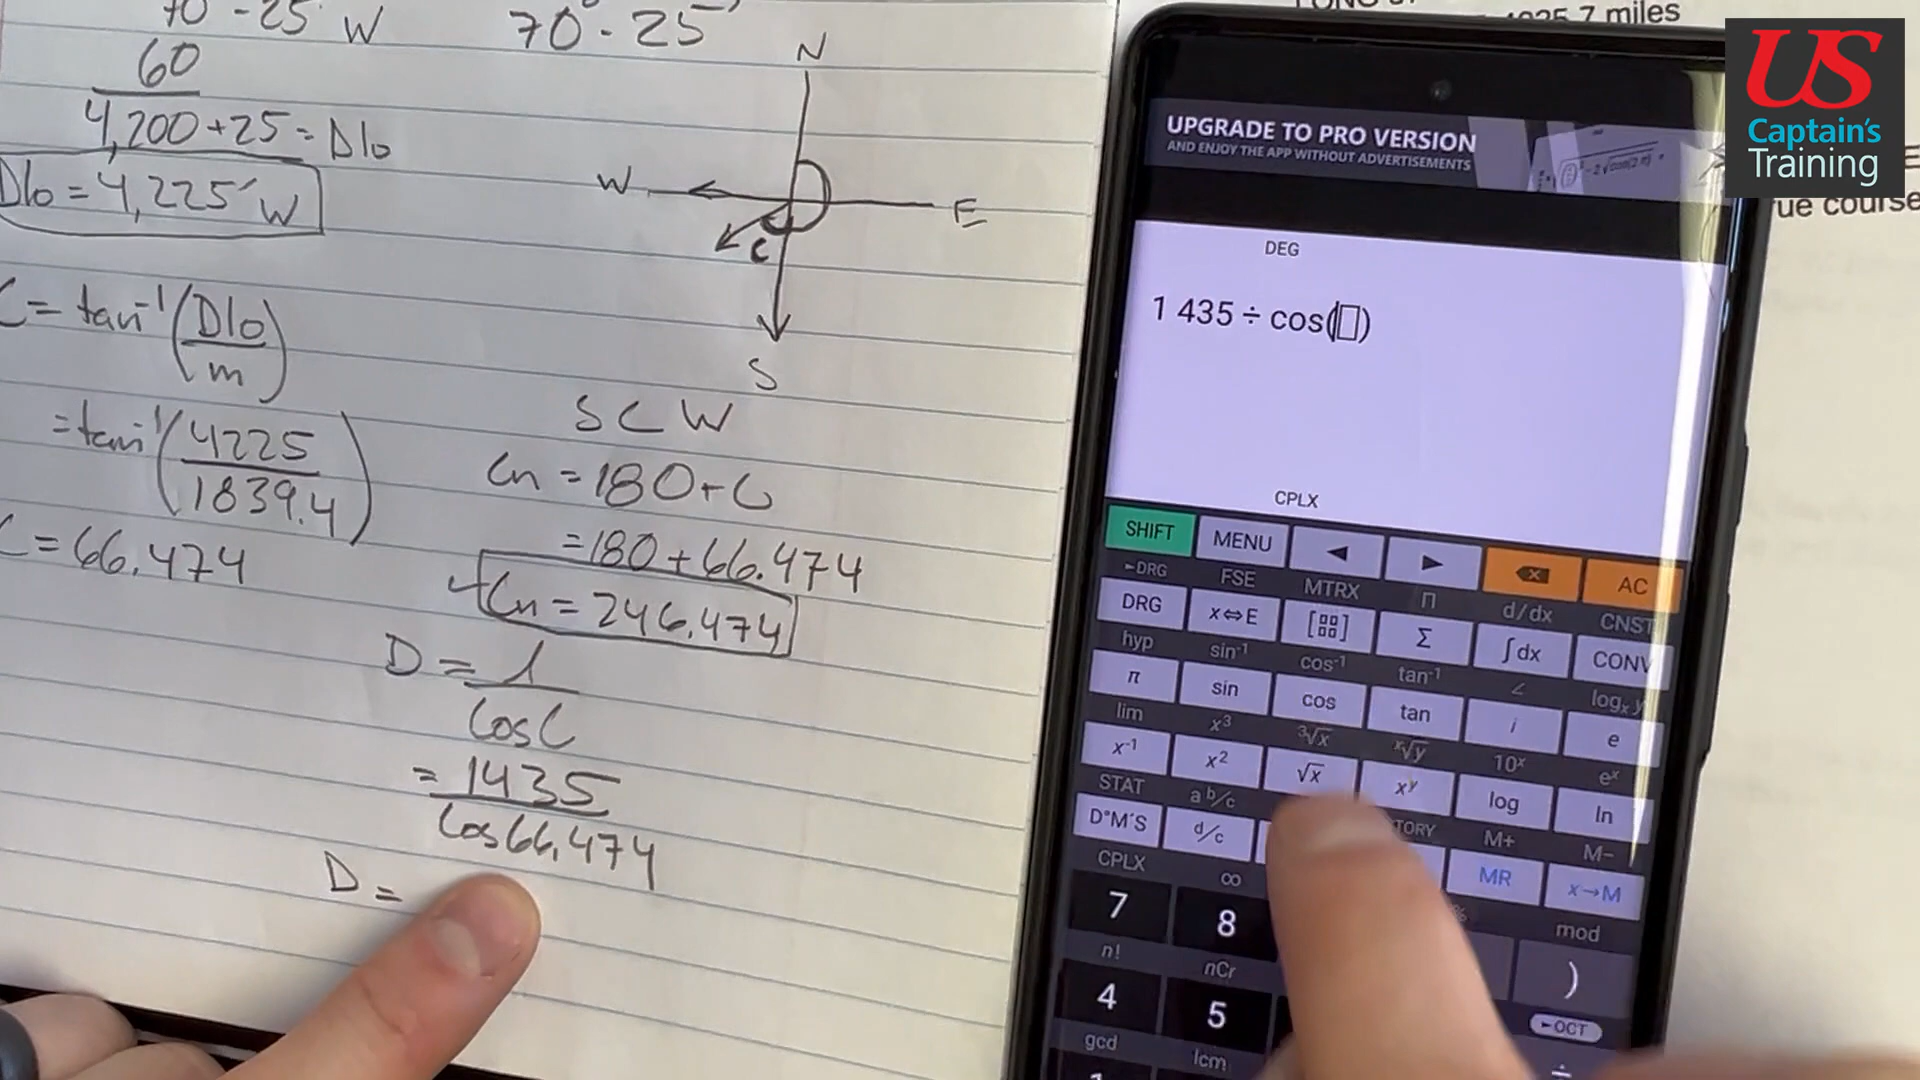 70° - 25' W
70° - 25'
60
4,200 + 25 = Dlo
Dlo = 4,225' W
N
W
E
C
S
C = tan⁻¹(Dlo/m)
= tan⁻¹(4225/1839.4)
C = 66.474
S C W
Cn = 180 + C
= 180 + 66.474
Cn = 246.474
D = l
Cos C
= 1435
Cos 66.474
D =
miles
US
Captain's
Training
UPGRADE TO PRO VERSION
AND ENJOY THE APP WITHOUT ADVERTISEMENTS
ue course
DEG
1 435 ÷ cos(□)
CPLX
SHIFT MENU ◄ ► AC
►DRG FSE MTRX Π d/dx CNST
DRG x⇔E Σ ∫dx CONV
hyp sin⁻¹ cos⁻¹ tan⁻¹ ∠ logₓ y
π sin cos tan i e
lim x³ ³√x ˣ√y 10ˣ eˣ
x⁻¹ x² √x xʸ log ln
STAT a b/c TORY M+ M−
D°M'S d/c MR x→M
CPLX ∞ % mod
7 8 )
n! nCr ►OCT
4 5 ÷
gcd lcm
1